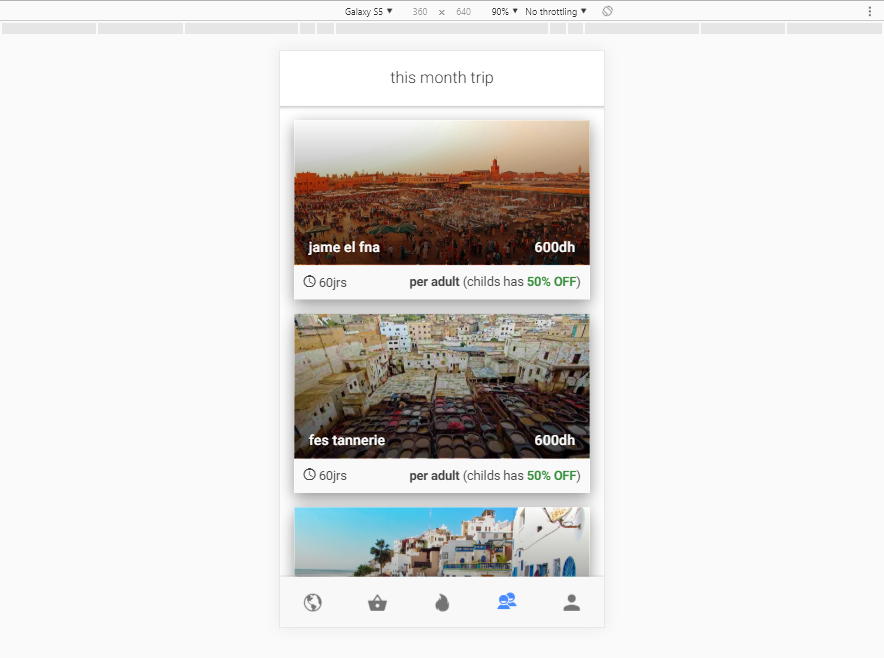 Galaxy S5 ▼ 360 × 640 90% ▼ No throttling ▼
this month trip
jame el fna 600dh
60jrs per adult (childs has 50% OFF)
fes tannerie 600dh
60jrs per adult (childs has 50% OFF)